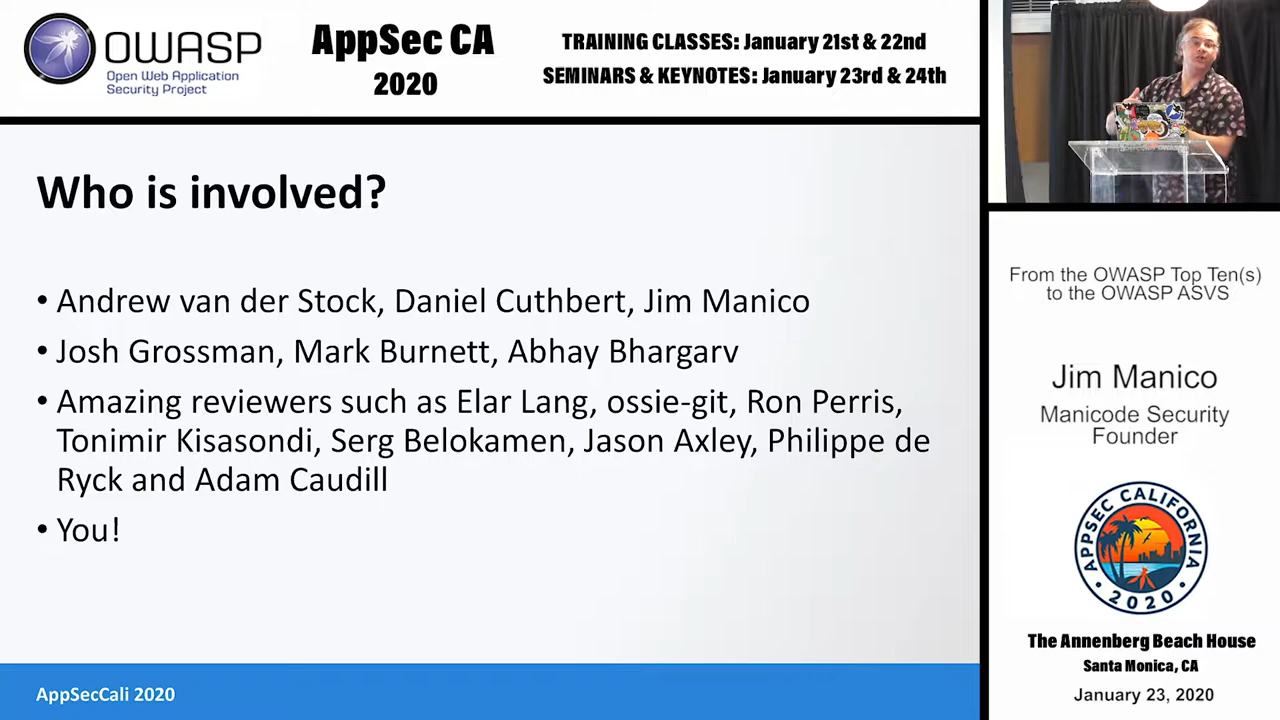 OWASP
Open Web Application
Security Project
AppSec CA
2020
TRAINING CLASSES: January 21st & 22nd
SEMINARS & KEYNOTES: January 23rd & 24th
Who is involved?
• Andrew van der Stock, Daniel Cuthbert, Jim Manico
• Josh Grossman, Mark Burnett, Abhay Bhargarv
• Amazing reviewers such as Elar Lang, ossie-git, Ron Perris,
Tonimir Kisasondi, Serg Belokamen, Jason Axley, Philippe de
Ryck and Adam Caudill
• You!
AppSecCali 2020
From the OWASP Top Ten(s)
to the OWASP ASVS
Jim Manico
Manicode Security
Founder
APPSEC CALIFORNIA
• 2020 •
The Annenberg Beach House
Santa Monica, CA
January 23, 2020